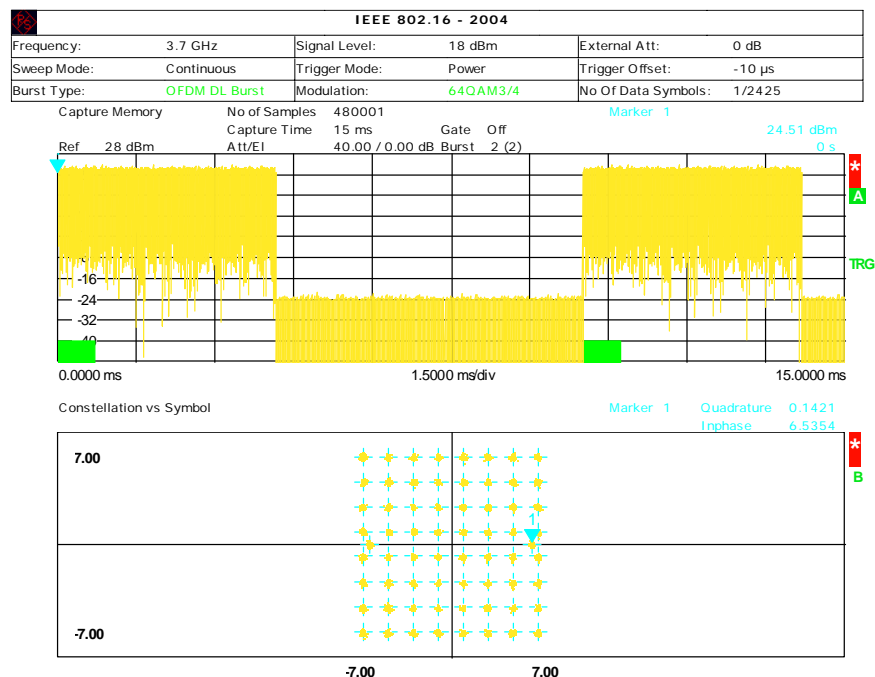 IEEE 802.16 - 2004
Frequency: 3.7 GHz Signal Level: 18 dBm External Att: 0 dB
Sweep Mode: Continuous Trigger Mode: Power Trigger Offset: -10 µs
Burst Type: OFDM DL Burst Modulation: 64QAM3/4 No Of Data Symbols: 1/2425
Capture Memory No of Samples 480001 Marker 1
Capture Time 15 ms Gate Off 24.51 dBm
Ref 28 dBm Att/El 40.00 / 0.00 dB Burst 2 (2) 0 s
*
A
TRG
-16
-24
-32
0.0000 ms 1.5000 ms/div 15.0000 ms
Constellation vs Symbol Marker 1 Quadrature 0.1421
Inphase 6.5354
*
B
7.00
1
-7.00
-7.00 7.00